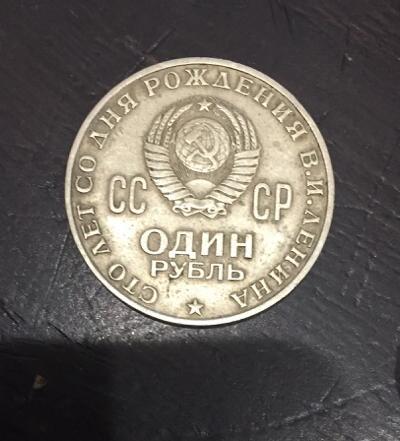 СТО ЛЕТ СО ДНЯ РОЖДЕНИЯ В.И.ЛЕНИНА
СС СР
ОДИН
РУБЛЬ